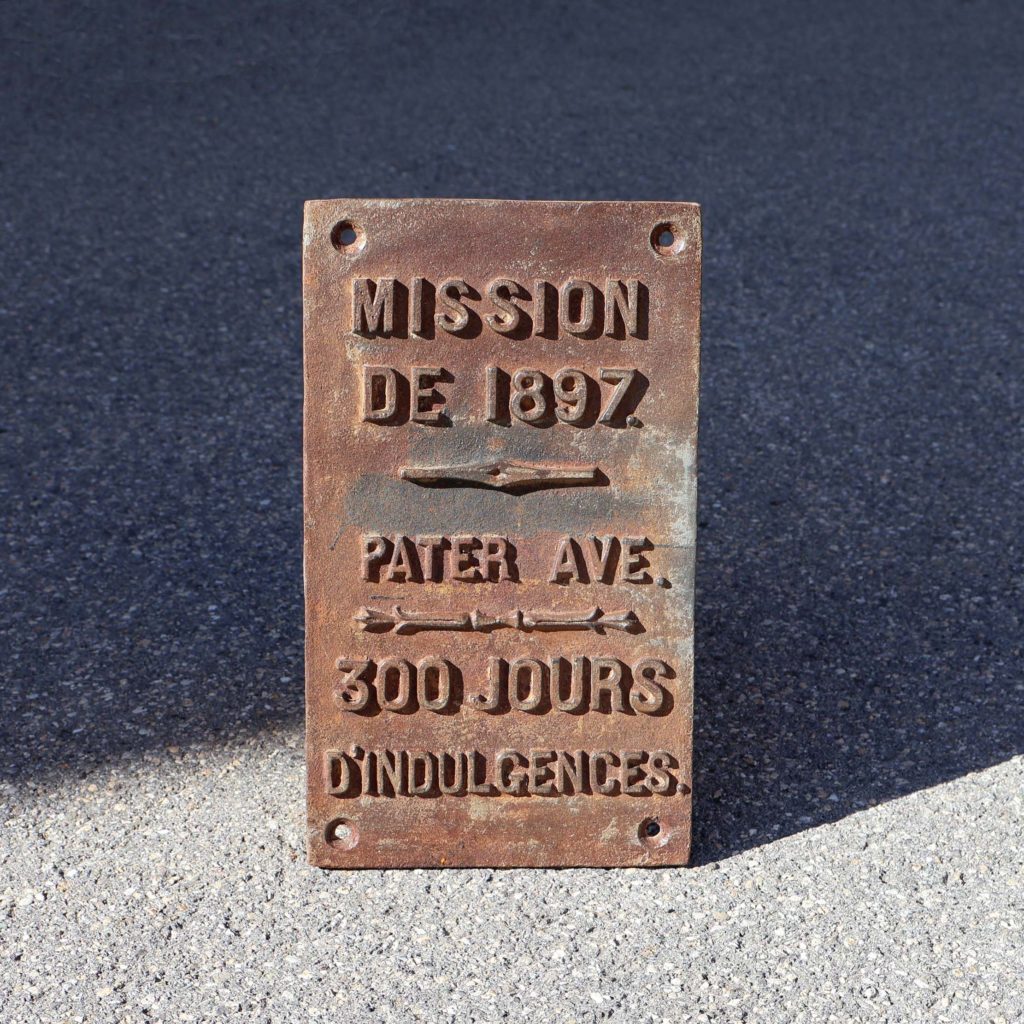 MISSION
DE 1897.
PATER AVE.
300 JOURS
D'INDULGENCES.